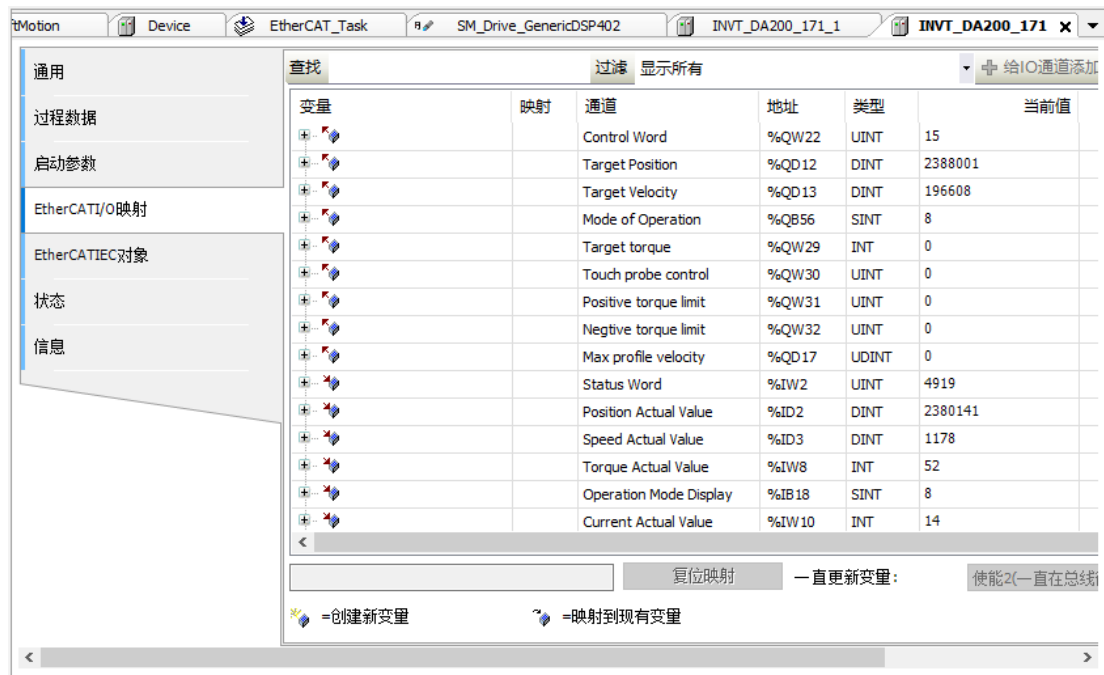 ftMotion Device EtherCAT_Task SM_Drive_GenericDSP402 INVT_DA200_171_1 INVT_DA200_171
通用
过程数据
启动参数
EtherCATI/O映射
EtherCATIEC对象
状态
信息
查找 过滤 显示所有 给IO通道添加
变量 映射 通道 地址 类型 当前值
Control Word %QW22 UINT 15
Target Position %QD12 DINT 2388001
Target Velocity %QD13 DINT 196608
Mode of Operation %QB56 SINT 8
Target torque %QW29 INT 0
Touch probe control %QW30 UINT 0
Positive torque limit %QW31 UINT 0
Negtive torque limit %QW32 UINT 0
Max profile velocity %QD17 UDINT 0
Status Word %IW2 UINT 4919
Position Actual Value %ID2 DINT 2380141
Speed Actual Value %ID3 DINT 1178
Torque Actual Value %IW8 INT 52
Operation Mode Display %IB18 SINT 8
Current Actual Value %IW10 INT 14
复位映射 一直更新变量: 使能2(一直在总线
=创建新变量 =映射到现有变量